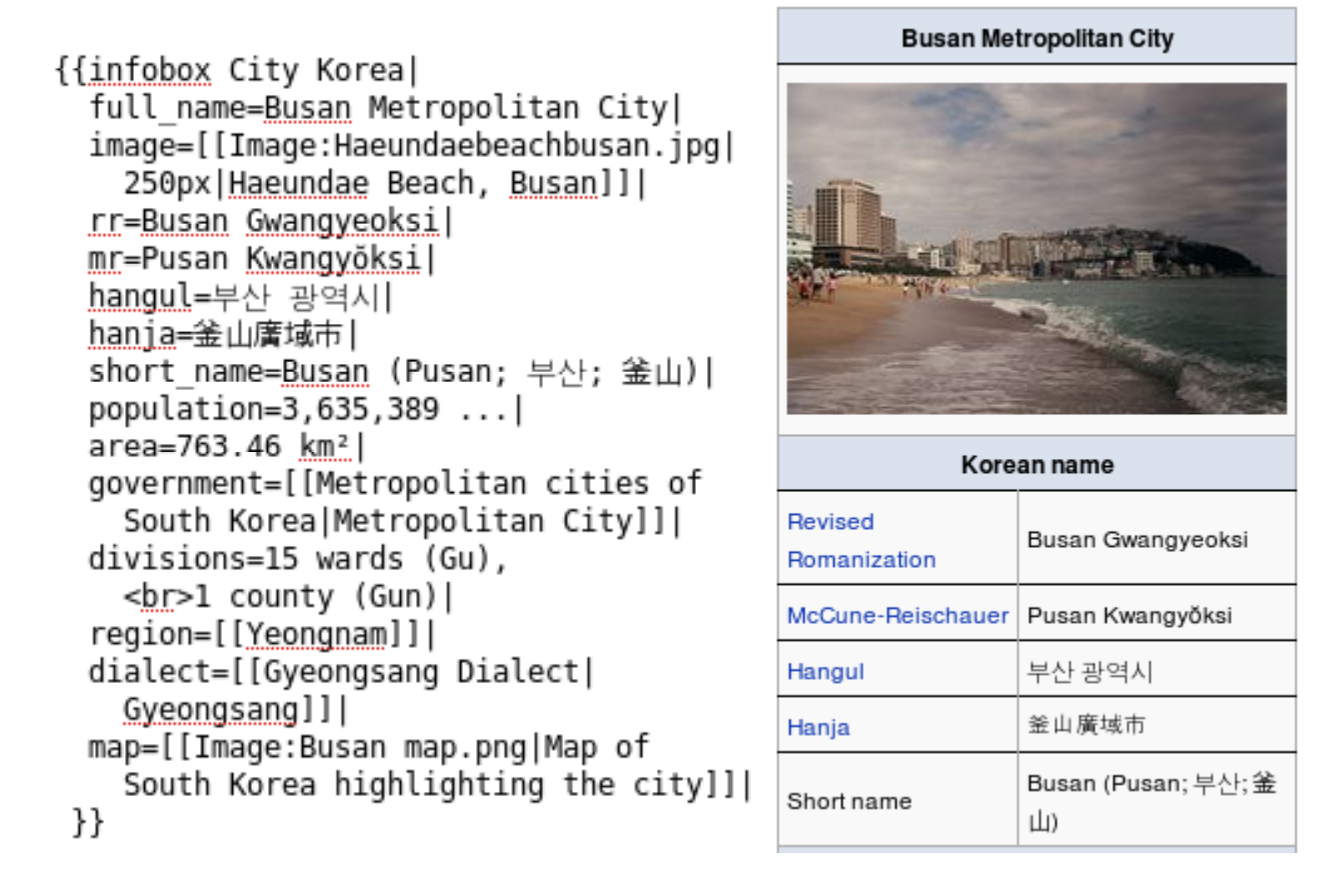 {{infobox City Korea|
full_name=Busan Metropolitan City|
image=[[Image:Haeundaebeachbusan.jpg|
250px|Haeundae Beach, Busan]]|
rr=Busan Gwangyeoksi|
mr=Pusan Kwangyŏksi|
hangul=부산 광역시|
hanja=釜山廣域市|
short_name=Busan (Pusan; 부산; 釜山)|
population=3,635,389 ...|
area=763.46 km²|
government=[[Metropolitan cities of
South Korea|Metropolitan City]]|
divisions=15 wards (Gu),
<br>1 county (Gun)|
region=[[Yeongnam]]|
dialect=[[Gyeongsang Dialect|
Gyeongsang]]|
map=[[Image:Busan map.png|Map of
South Korea highlighting the city]]|
}}
Busan Metropolitan City
Korean name
Revised
Romanization
Busan Gwangyeoksi
McCune-Reischauer
Pusan Kwangyŏksi
Hangul
부산 광역시
Hanja
釜山廣域市
Short name
Busan (Pusan; 부산; 釜
山)